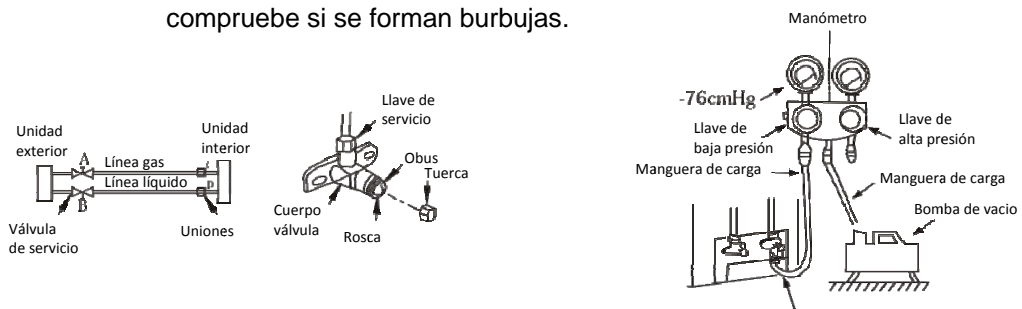 compruebe si se forman burbujas.
Unidad
exterior
A
B
Línea gas
Línea líquido
Unidad
interior
Válvula
de servicio
Uniones
Llave de
servicio
Obus
Tuerca
Cuerpo
válvula
Rosca
Manómetro
-76cmHg
Llave de
baja presión
Llave de
alta presión
Manguera de carga
Manguera de carga
Bomba de vacio